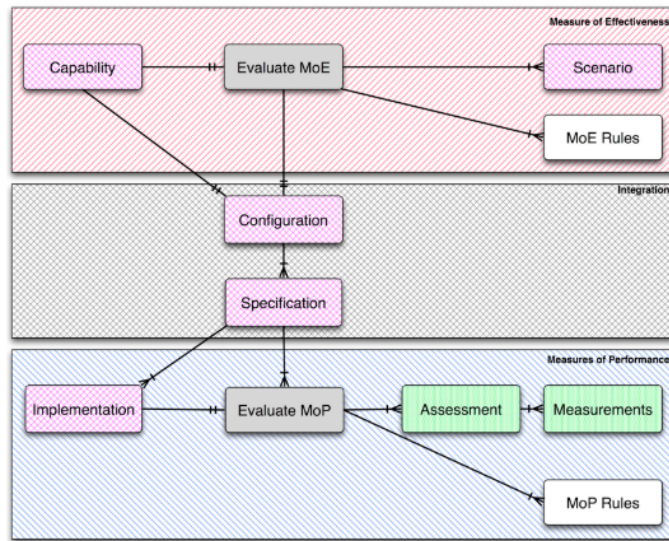 Measure of Effectiveness
Capability
Evaluate MoE
Scenario
MoE Rules
Integration
Configuration
Specification
Measures of Performance
Implementation
Evaluate MoP
Assessment
Measurements
MoP Rules